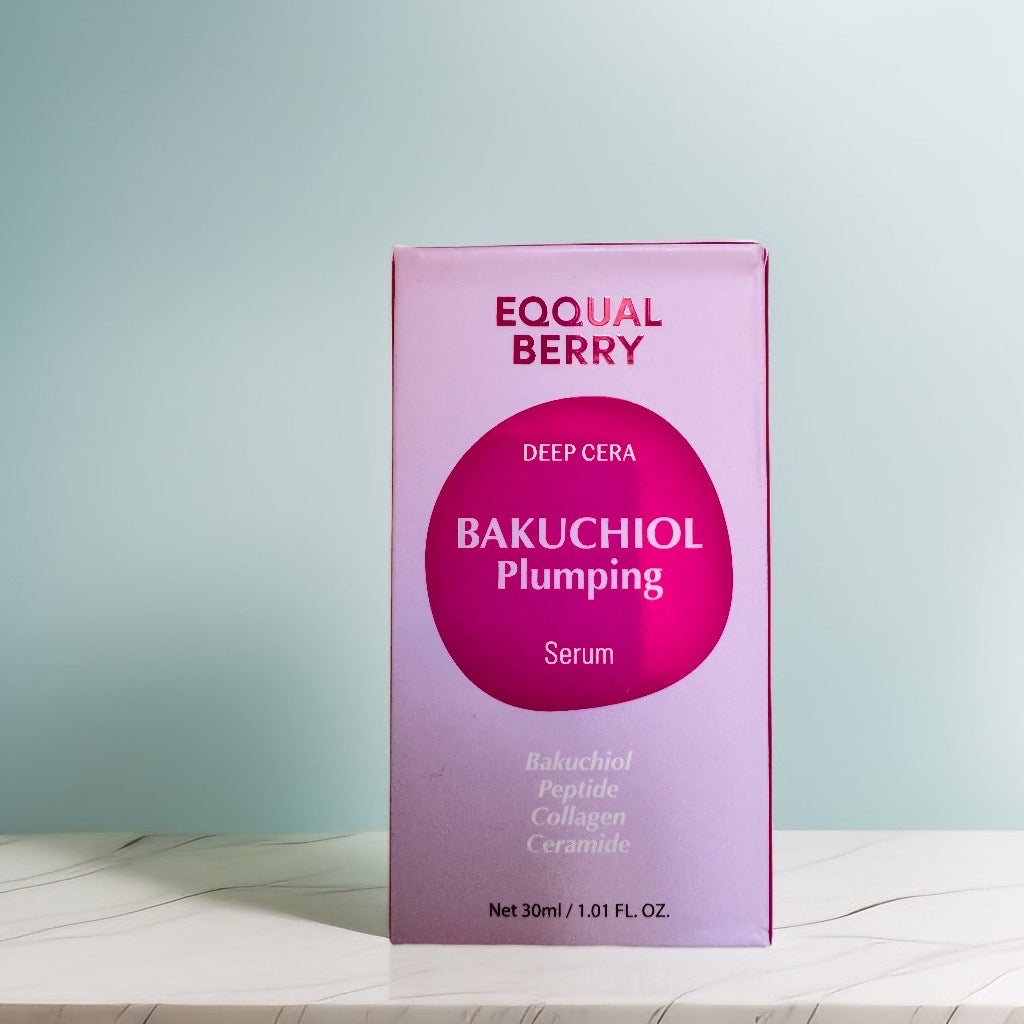 EQQUAL
BERRY
DEEP CERA
BAKUCHIOL
Plumping
Serum
Bakuchiol
Peptide
Collagen
Ceramide
Net 30ml / 1.01 FL. OZ.